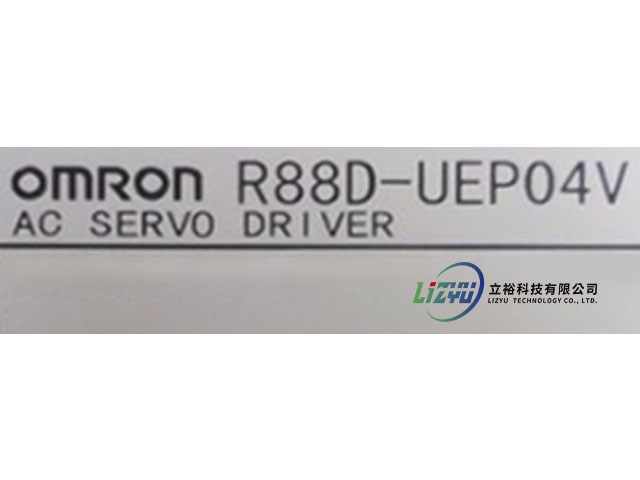 OMRON R88D-UEP04V
AC SERVO DRIVER
LIZYU 立裕科技有限公司
LIZYU TECHNOLOGY CO., LTD.